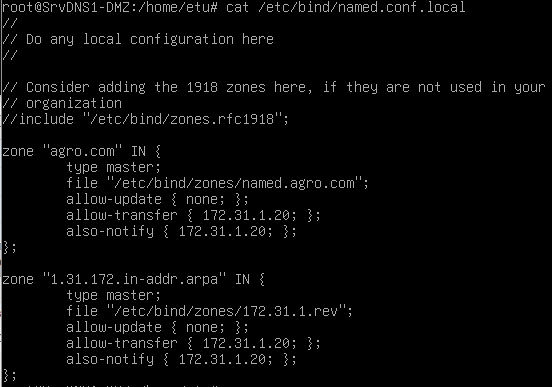 root@SrvDNS1-DMZ:/home/etu# cat /etc/bind/named.conf.local
//
// Do any local configuration here
//
// Consider adding the 1918 zones here, if they are not used in your
// organization
//include "/etc/bind/zones.rfc1918";
zone "agro.com" IN {
type master;
file "/etc/bind/zones/named.agro.com";
allow-update { none; };
allow-transfer { 172.31.1.20; };
also-notify { 172.31.1.20; };
};
zone "1.31.172.in-addr.arpa" IN {
type master;
file "/etc/bind/zones/172.31.1.rev";
allow-update { none; };
allow-transfer { 172.31.1.20; };
also-notify { 172.31.1.20; };
};